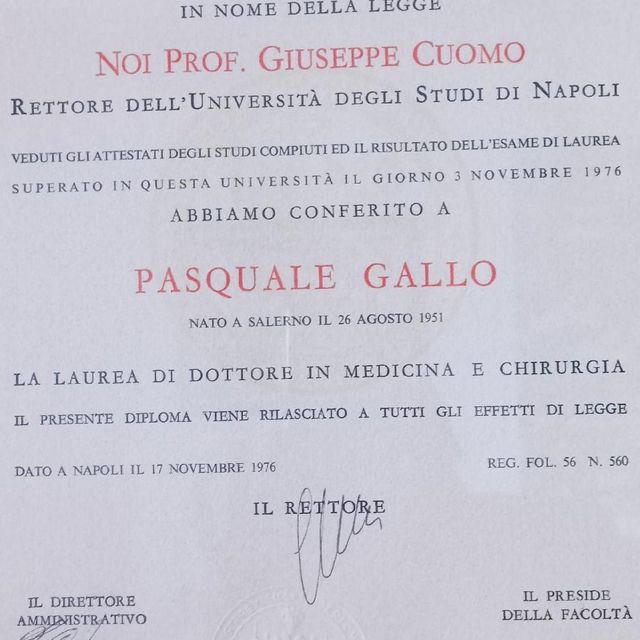 IN NOME DELLA LEGGE
NOI PROF. GIUSEPPE CUOMO
RETTORE DELL'UNIVERSITÀ DEGLI STUDI DI NAPOLI
VEDUTI GLI ATTESTATI DEGLI STUDI COMPIUTI ED IL RISULTATO DELL'ESAME DI LAUREA
SUPERATO IN QUESTA UNIVERSITÀ IL GIORNO 3 NOVEMBRE 1976
ABBIAMO CONFERITO A
PASQUALE GALLO
NATO A SALERNO IL 26 AGOSTO 1951
LA LAUREA DI DOTTORE IN MEDICINA E CHIRURGIA
IL PRESENTE DIPLOMA VIENE RILASCIATO A TUTTI GLI EFFETTI DI LEGGE
DATO A NAPOLI IL 17 NOVEMBRE 1976
REG. FOL. 56 N. 560
IL RETTORE
IL DIRETTORE
AMMINISTRATIVO
IL PRESIDE
DELLA FACOLTÀ